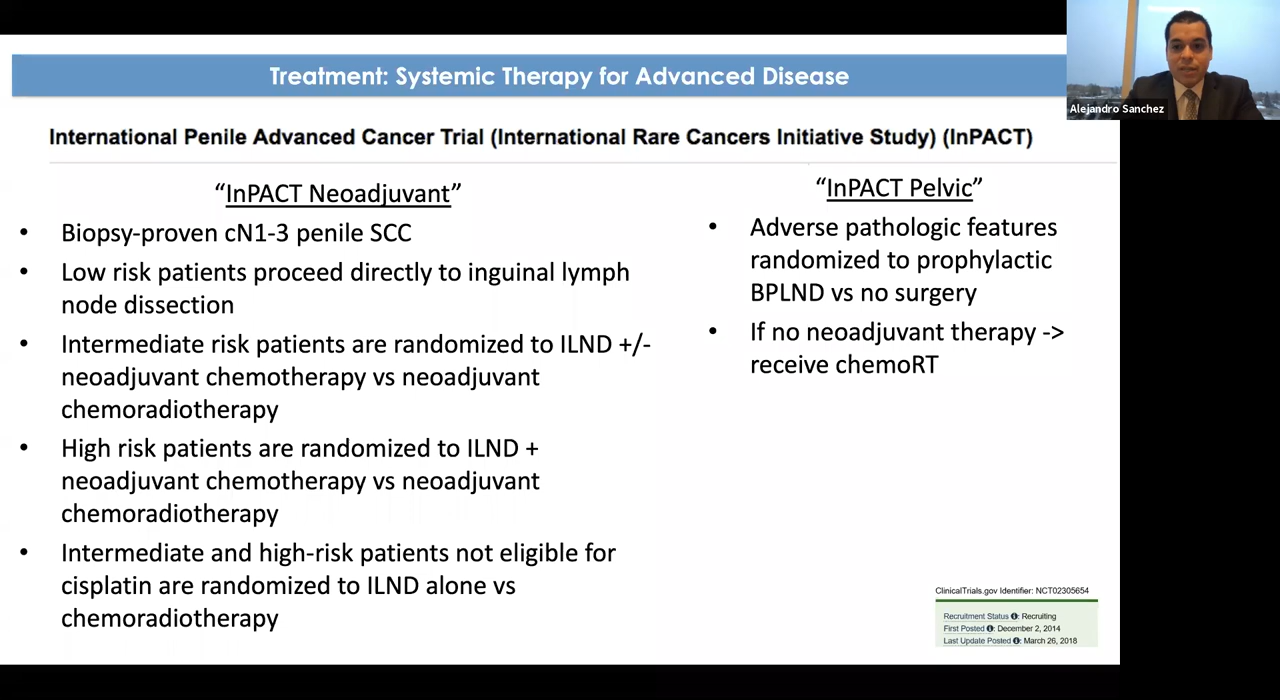 Treatment: Systemic Therapy for Advanced Disease
Alejandro Sanchez
International Penile Advanced Cancer Trial (International Rare Cancers Initiative Study) (InPACT)
“InPACT Neoadjuvant”
• Biopsy-proven cN1-3 penile SCC
• Low risk patients proceed directly to inguinal lymph
node dissection
• Intermediate risk patients are randomized to ILND +/-
neoadjuvant chemotherapy vs neoadjuvant
chemoradiotherapy
• High risk patients are randomized to ILND +
neoadjuvant chemotherapy vs neoadjuvant
chemoradiotherapy
• Intermediate and high-risk patients not eligible for
cisplatin are randomized to ILND alone vs
chemoradiotherapy
“InPACT Pelvic”
• Adverse pathologic features
randomized to prophylactic
BPLND vs no surgery
• If no neoadjuvant therapy ->
receive chemoRT
ClinicalTrials.gov Identifier: NCT02305654
Recruitment Status : Recruiting
First Posted : December 2, 2014
Last Update Posted : March 26, 2018